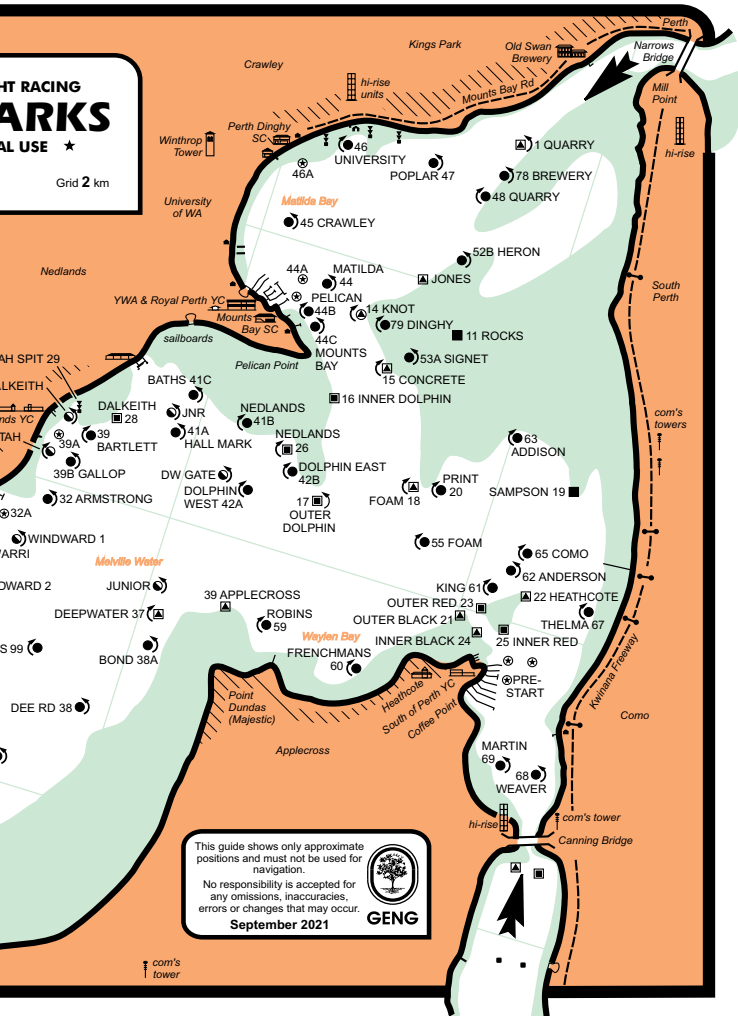 HT RACING
ARKS
AL USE ★
Grid 2 km
Perth
Kings Park
Old Swan
Brewery
Narrows
Bridge
Crawley
hi-rise
units
Mounts Bay Rd
Mill
Point
Perth Dinghy
SC
Winthrop
Tower
46
UNIVERSITY
46A
POPLAR 47
1 QUARRY
hi-rise
78 BREWERY
48 QUARRY
University
of WA
Matilda Bay
45 CRAWLEY
52B HERON
Nedlands
44A
MATILDA
44
JONES
South
Perth
YWA & Royal Perth YC
PELICAN
44B
14 KNOT
Mounts
Bay SC
79 DINGHY
sailboards
44C
MOUNTS
BAY
11 ROCKS
AH SPIT 29
Pelican Point
53A SIGNET
15 CONCRETE
ALKEITH
BATHS 41C
16 INNER DOLPHIN
nds YC
DALKEITH
28
JNR
NEDLANDS
41B
com's
towers
TAH
39A
39
BARTLETT
41A
HALL MARK
NEDLANDS
26
63
ADDISON
39B GALLOP
DW GATE
DOLPHIN EAST
42B
32 ARMSTRONG
DOLPHIN
WEST 42A
17
OUTER
DOLPHIN
FOAM 18
PRINT
20
SAMPSON 19
32A
WINDWARD 1
55 FOAM
65 COMO
ARRI
Melville Water
62 ANDERSON
DWARD 2
JUNIOR
39 APPLECROSS
KING 61
22 HEATHCOTE
DEEPWATER 37
ROBINS
59
OUTER RED 23
OUTER BLACK 21
THELMA 67
Waylen Bay
INNER BLACK 24
25 INNER RED
S 99
BOND 38A
FRENCHMANS
60
PRE-
START
Heathcote
South of Perth YC
Coffee Point
Kwinana Freeway
DEE RD 38
Point
Dundas
(Majestic)
Como
Applecross
MARTIN
69
68
WEAVER
hi-rise
com's tower
Canning Bridge
This guide shows only approximate
positions and must not be used for
navigation.
No responsibility is accepted for
any omissions, inaccuracies,
errors or changes that may occur.
September 2021
GENG
com's
tower